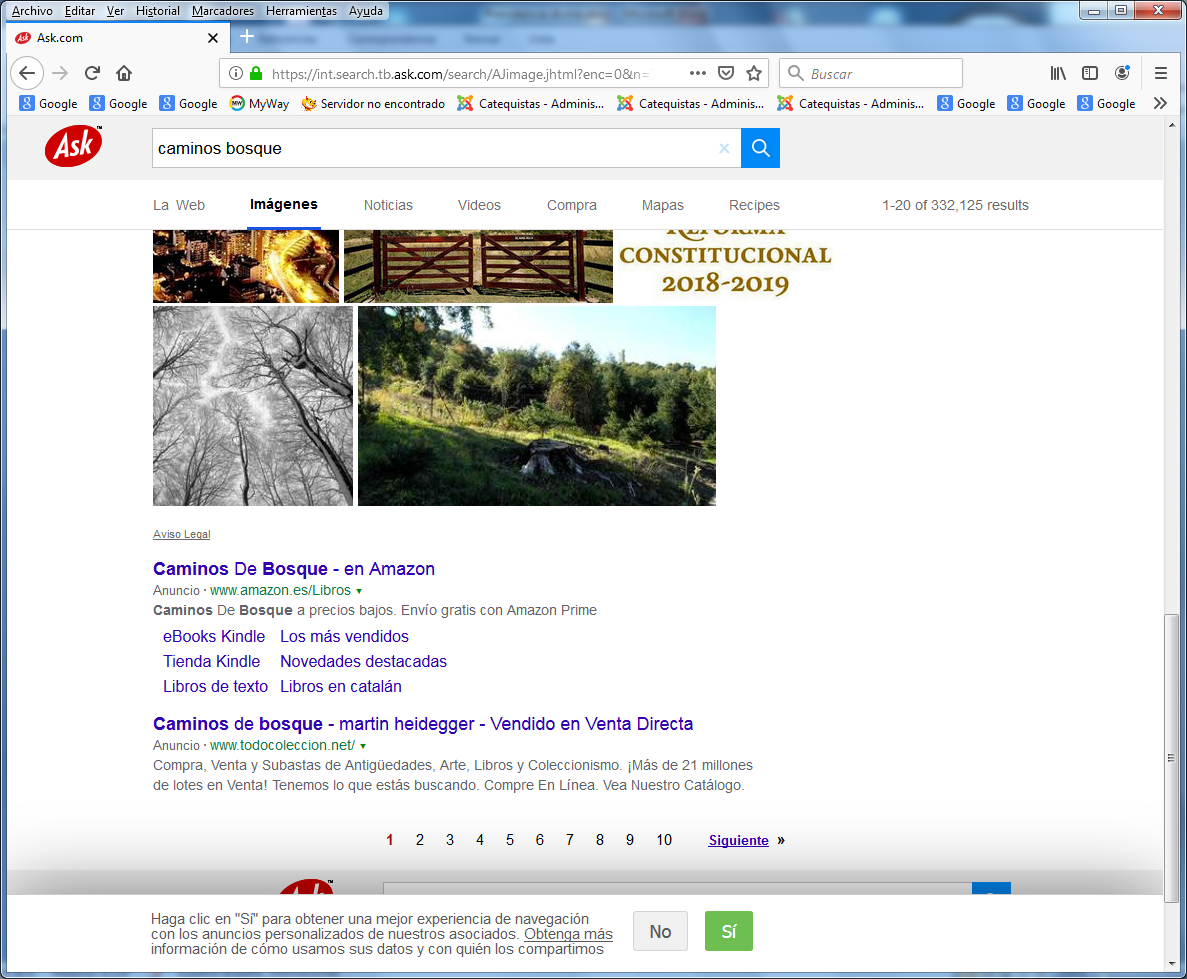 Archivo Editar Ver Historial Marcadores Herramientas Ayuda
Ask Ask.com
https://int.search.tb.ask.com/search/AJimage.jhtml?enc=0&n= Buscar
Google Google Google MyWay Servidor no encontrado Catequistas - Adminis... Catequistas - Adminis... Catequistas - Adminis... Google Google Google
Ask caminos bosque
La Web Imágenes Noticias Videos Compra Mapas Recipes 1-20 of 332,125 results
REFORMA
CONSTITUCIONAL
2018-2019
Aviso Legal
Caminos De Bosque - en Amazon
Anuncio · www.amazon.es/Libros
Caminos De Bosque a precios bajos. Envío gratis con Amazon Prime
eBooks Kindle Los más vendidos
Tienda Kindle Novedades destacadas
Libros de texto Libros en catalán
Caminos de bosque - martin heidegger - Vendido en Venta Directa
Anuncio · www.todocoleccion.net/
Compra, Venta y Subastas de Antigüedades, Arte, Libros y Coleccionismo. ¡Más de 21 millones
de lotes en Venta! Tenemos lo que estás buscando. Compre En Línea. Vea Nuestro Catálogo.
1 2 3 4 5 6 7 8 9 10 Siguiente »
Haga clic en "Sí" para obtener una mejor experiencia de navegación
con los anuncios personalizados de nuestros asociados. Obtenga más
información de cómo usamos sus datos y con quién los compartimos
No Sí